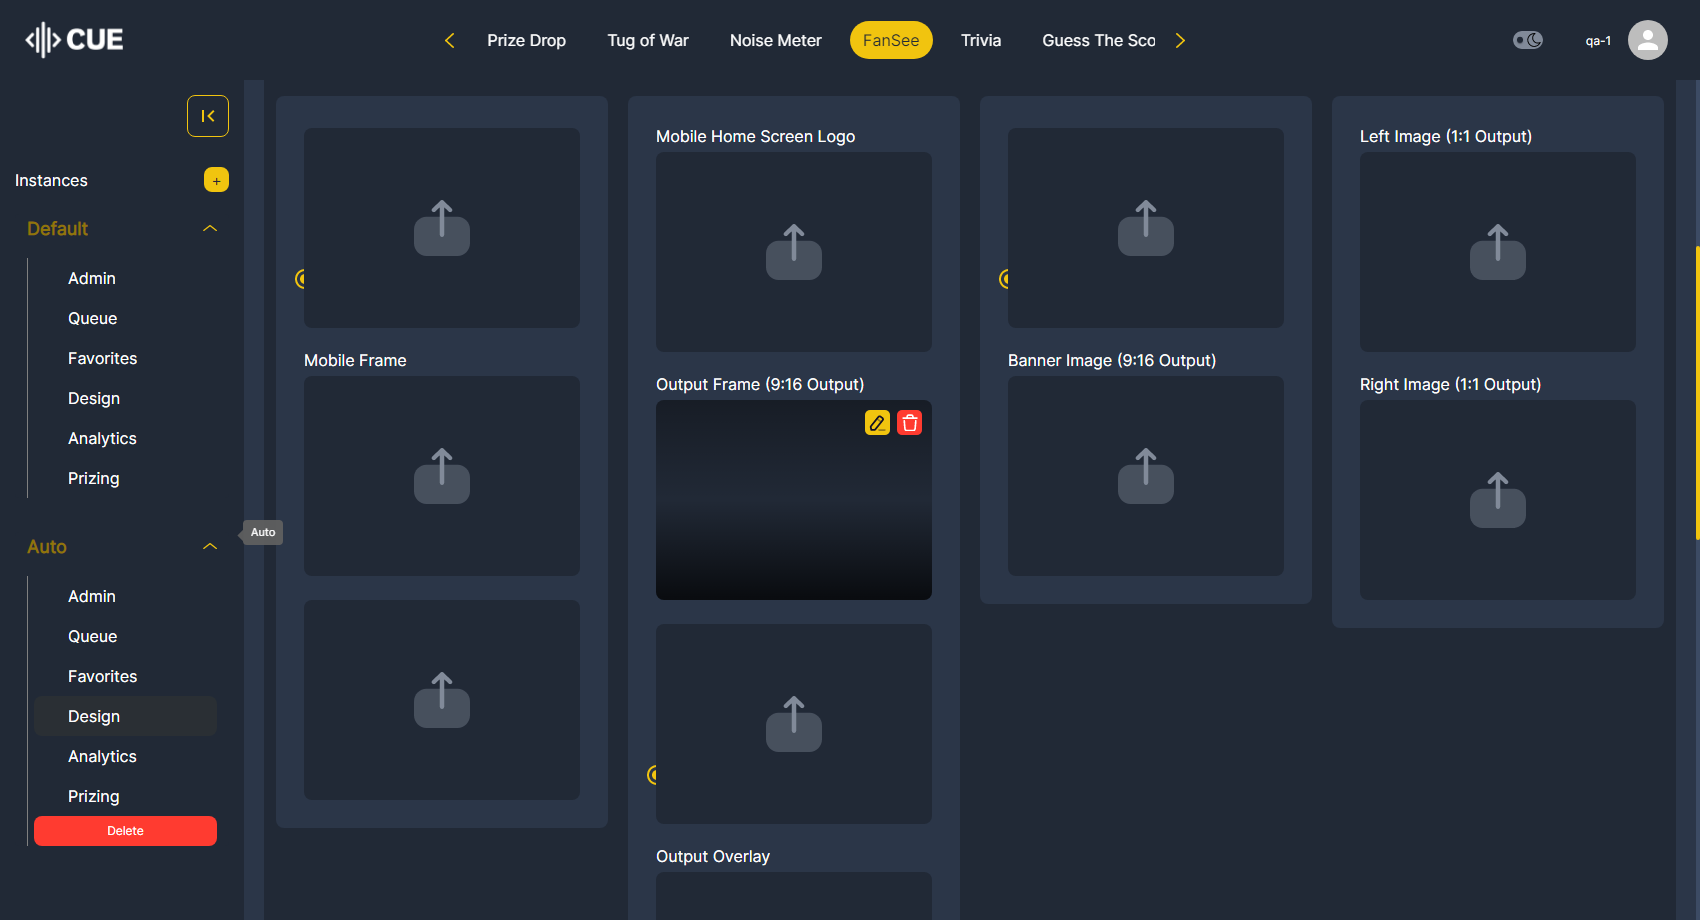 CUE
Prize Drop
Tug of War
Noise Meter
FanSee
Trivia
Guess The Sco
qa-1
Instances
+
Default
Admin
Queue
Favorites
Design
Analytics
Prizing
Auto
Auto
Admin
Queue
Favorites
Design
Analytics
Prizing
Delete
Mobile Frame
Mobile Home Screen Logo
Output Frame (9:16 Output)
Output Overlay
Banner Image (9:16 Output)
Left Image (1:1 Output)
Right Image (1:1 Output)